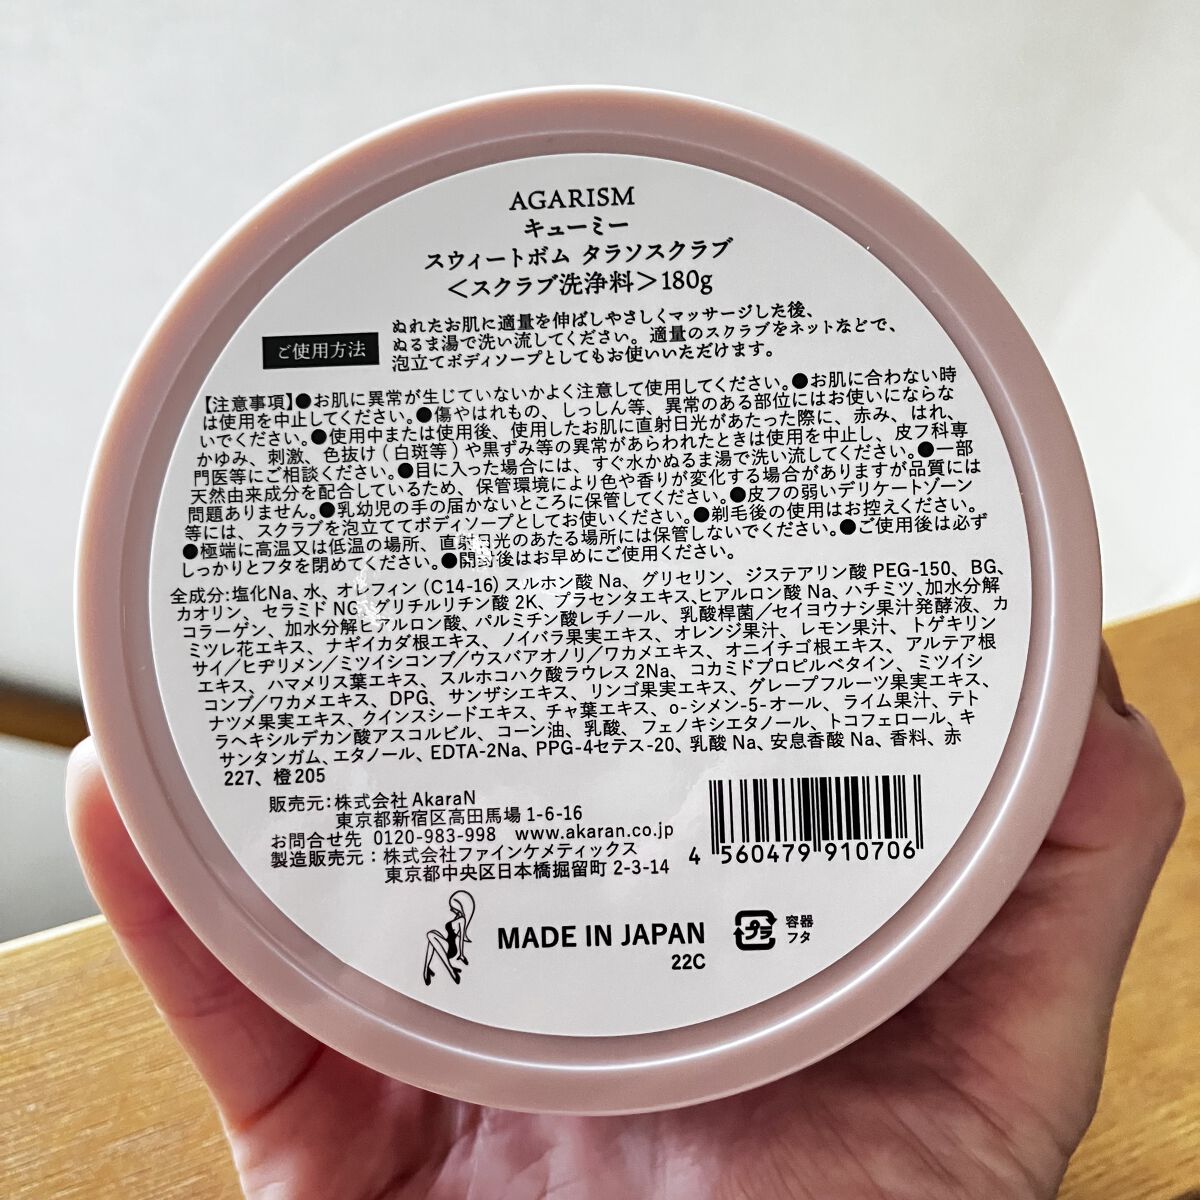 AGARISM
キューミー
スウィートボム タラソスクラブ
＜スクラブ洗浄料＞180g
ご使用方法
ぬれたお肌に適量を伸ばしやさしくマッサージした後、
ぬるま湯で洗い流してください。適量のスクラブをネットなどで、
泡立てボディソープとしてもお使いいただけます。
【注意事項】●お肌に異常が生じていないかよく注意して使用してください。●お肌に合わない時
は使用を中止してください。●傷やはれもの、しっしん等、異常のある部位にはお使いにならな
いでください。●使用中または使用後、使用したお肌に直射日光があたった際に、赤み、はれ、
かゆみ、刺激、色抜け(白斑等)や黒ずみ等の異常があらわれたときは使用を中止し、皮フ科専
門医等にご相談ください。●目に入った場合には、すぐ水かぬるま湯で洗い流してください。●一部
天然由来成分を配合しているため、保管環境により色や香りが変化する場合がありますが品質には
問題ありません。●乳幼児の手の届かないところに保管してください。●皮フの弱いデリケートゾーン
等には、スクラブを泡立ててボディソープとしてお使いください。●剃毛後の使用はお控えください。
●極端に高温又は低温の場所、直射日光のあたる場所には保管しないでください。●ご使用後は必ず
しっかりとフタを閉めてください。●開封後はお早めにご使用ください。
全成分:塩化Na、水、オレフィン(C14-16)スルホン酸Na、グリセリン、ジステアリン酸PEG-150、BG、
カオリン、セラミドNG、グリチルリチン酸2K、プラセンタエキス、ヒアルロン酸Na、ハチミツ、加水分解
コラーゲン、加水分解ヒアルロン酸、パルミチン酸レチノール、乳酸桿菌／セイヨウナシ果汁発酵液、カ
ミツレ花エキス、ナギイカダ根エキス、ノイバラ果実エキス、オレンジ果汁、レモン果汁、トゲキリン
サイ／ヒヂリメン／ミツイシコンブ／ウスバアオノリ／ワカメエキス、オニイチゴ根エキス、アルテア根
エキス、ハマメリス葉エキス、スルホコハク酸ラウレス2Na、コカミドプロピルベタイン、ミツイシ
コンブ／ワカメエキス、DPG、サンザシエキス、リンゴ果実エキス、グレープフルーツ果実エキス、
ナツメ果実エキス、クインスシードエキス、チャ葉エキス、o-シメン-5-オール、ライム果汁、テト
ラヘキシルデカン酸アスコルビル、コーン油、乳酸、フェノキシエタノール、トコフェロール、キ
サンタンガム、エタノール、EDTA-2Na、PPG-4セテス-20、乳酸Na、安息香酸Na、香料、赤
227、橙205
販売元:株式会社AkaraN
東京都新宿区高田馬場1-6-16
お問合せ先 0120-983-998 www.akaran.co.jp
製造販売元:株式会社ファインケメティックス
東京都中央区日本橋掘留町2-3-14
4 560479 910706
MADE IN JAPAN
22C
プラ
容器
フタ